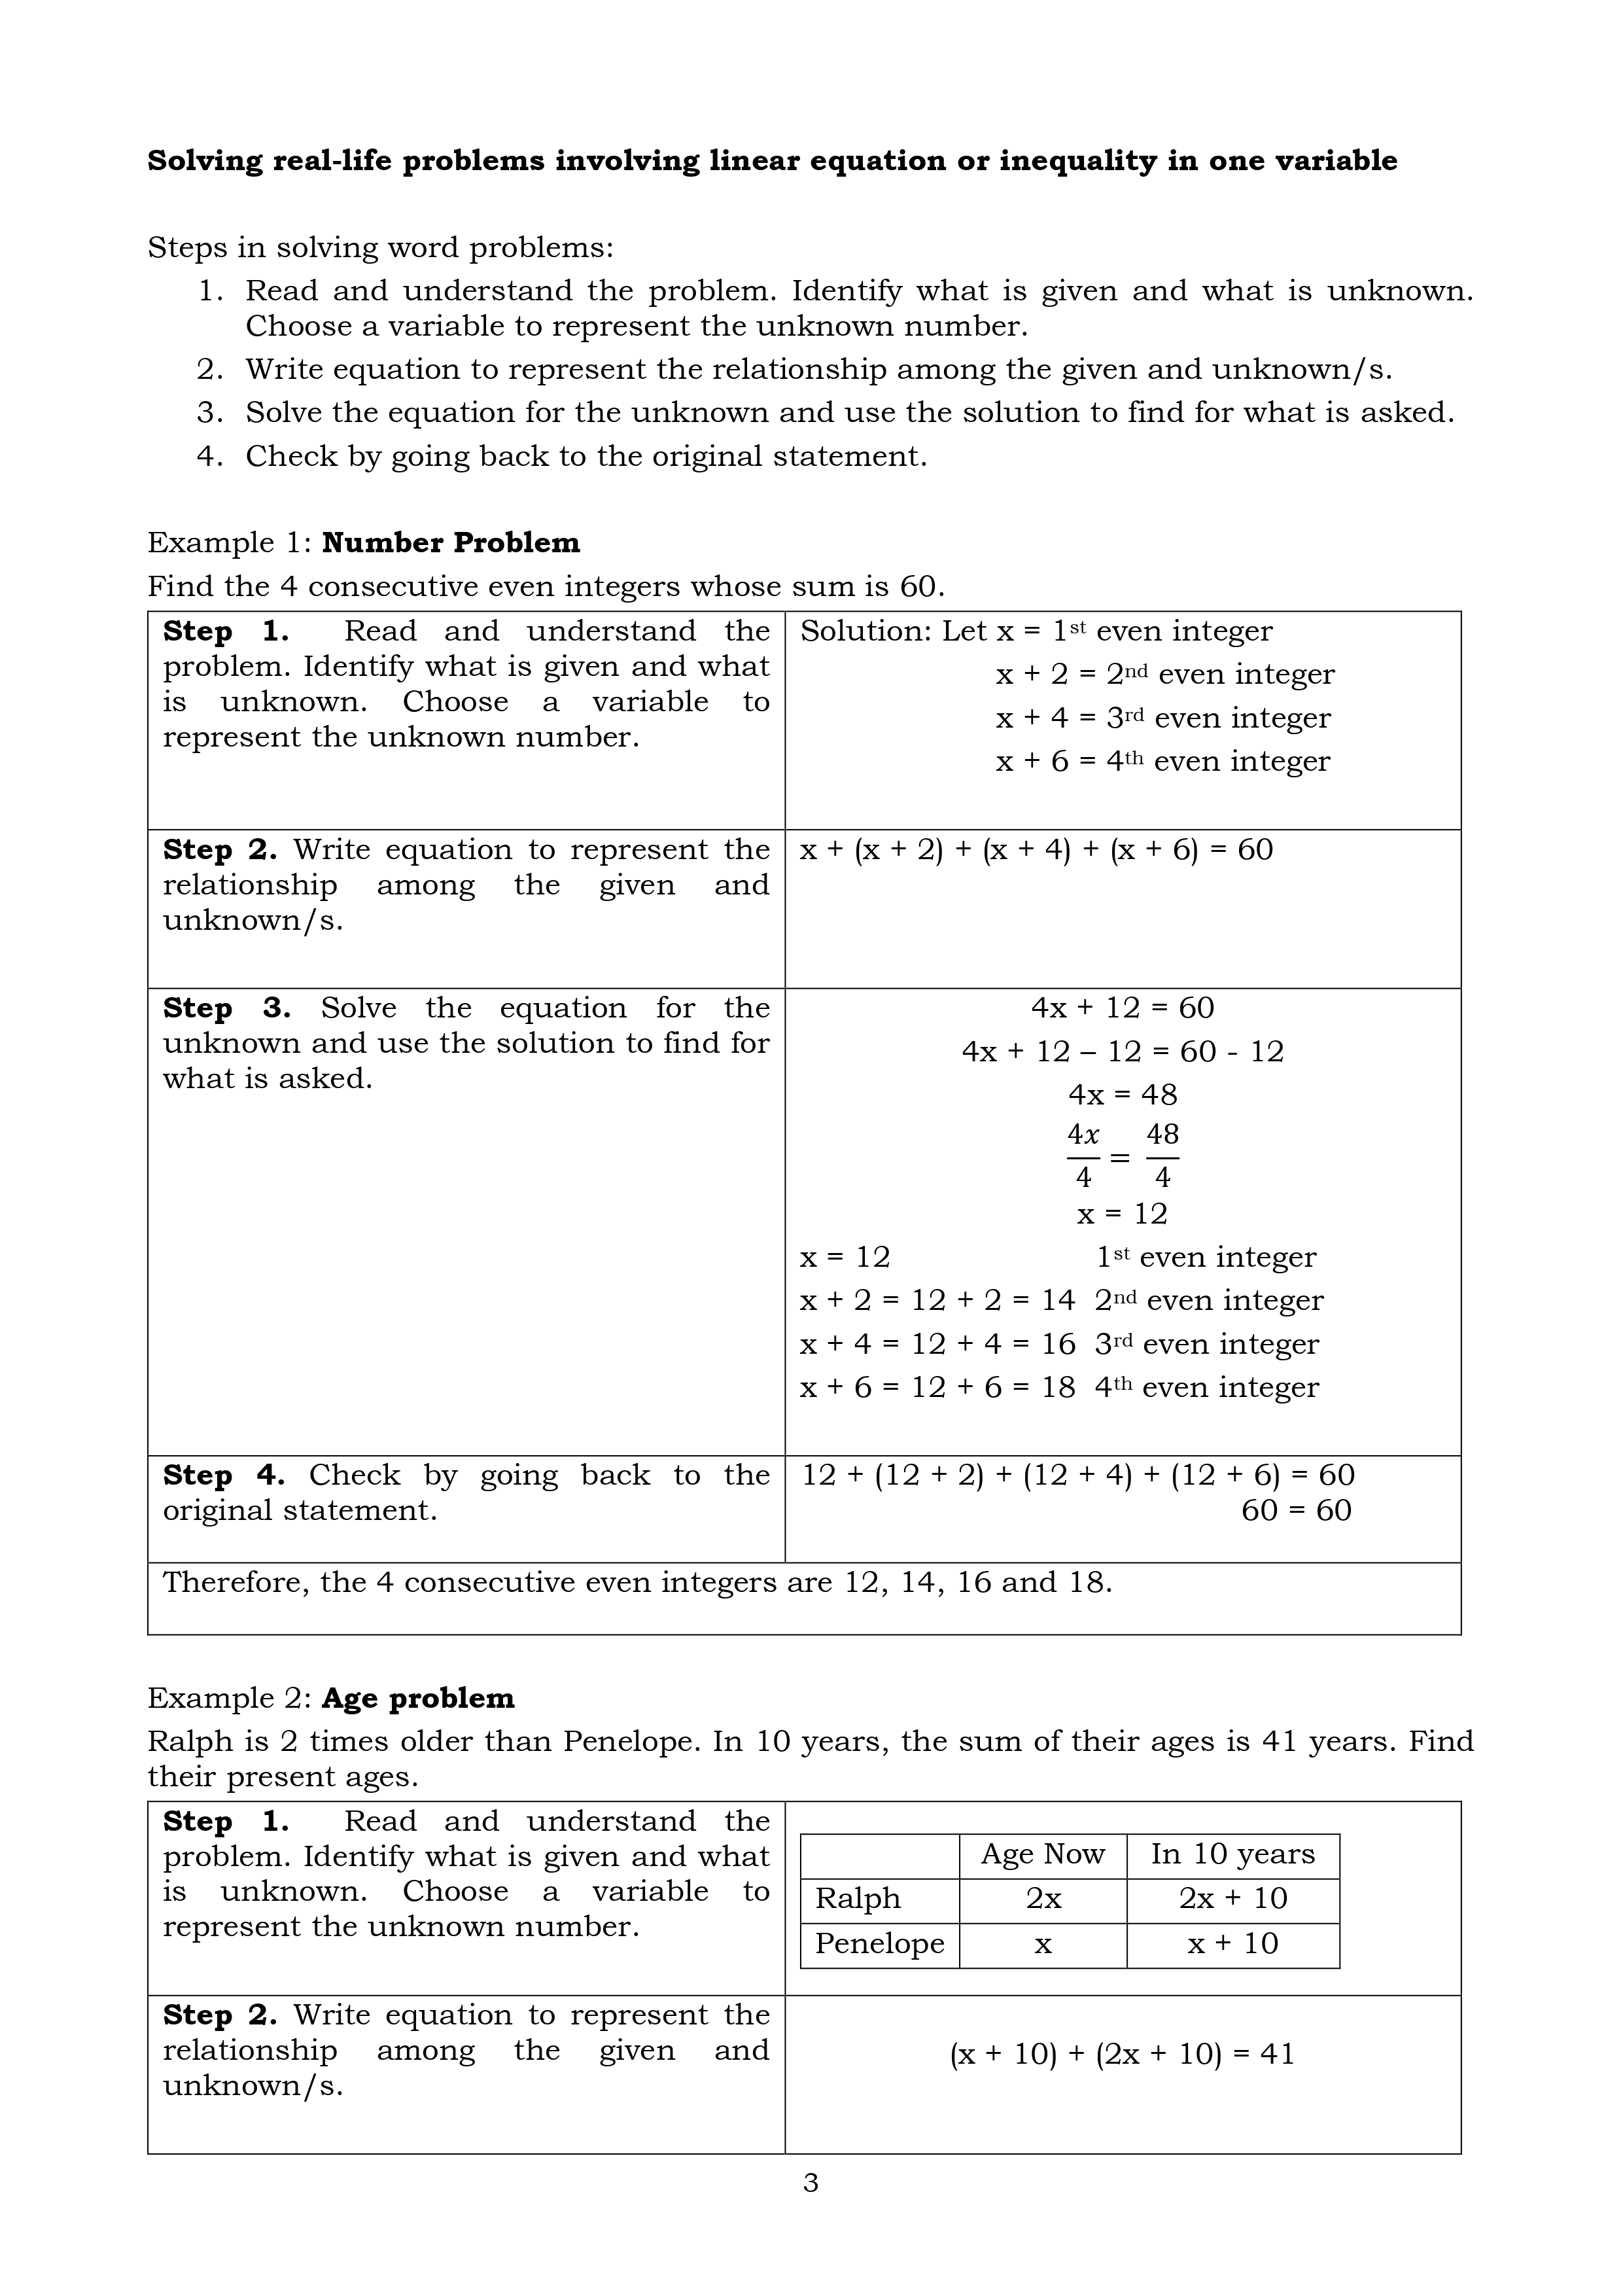 Solving real-life problems involving linear equation or inequality in one variable
Steps in solving word problems:
1. Read and understand the problem. Identify what is given and what is unknown.
Choose a variable to represent the unknown number.
2. Write equation to represent the relationship among the given and unknown/s.
3. Solve the equation for the unknown and use the solution to find for what is asked.
4. Check by going back to the original statement.
Example 1: Number Problem
Find the 4 consecutive even integers whose sum is 60.
Step 1. Read and understand the
problem. Identify what is given and what
is unknown. Choose a variable to
represent the unknown number.
Solution: Let x = 1st even integer
x + 2 = 2nd even integer
x + 4 = 3rd even integer
x + 6 = 4th even integer
Step 2. Write equation to represent the
relationship among the given and
unknown/s.
x + (x + 2) + (x + 4) + (x + 6) = 60
Step 3. Solve the equation for the
unknown and use the solution to find for
what is asked.
4x + 12 = 60
4x + 12 – 12 = 60 - 12
4x = 48
4x/4 = 48/4
x = 12
x = 12 1st even integer
x + 2 = 12 + 2 = 14 2nd even integer
x + 4 = 12 + 4 = 16 3rd even integer
x + 6 = 12 + 6 = 18 4th even integer
Step 4. Check by going back to the
original statement.
12 + (12 + 2) + (12 + 4) + (12 + 6) = 60
60 = 60
Therefore, the 4 consecutive even integers are 12, 14, 16 and 18.
Example 2: Age problem
Ralph is 2 times older than Penelope. In 10 years, the sum of their ages is 41 years. Find
their present ages.
Step 1. Read and understand the
problem. Identify what is given and what
is unknown. Choose a variable to
represent the unknown number.
Age Now In 10 years
Ralph 2x 2x + 10
Penelope x x + 10
Step 2. Write equation to represent the
relationship among the given and
unknown/s.
(x + 10) + (2x + 10) = 41
3